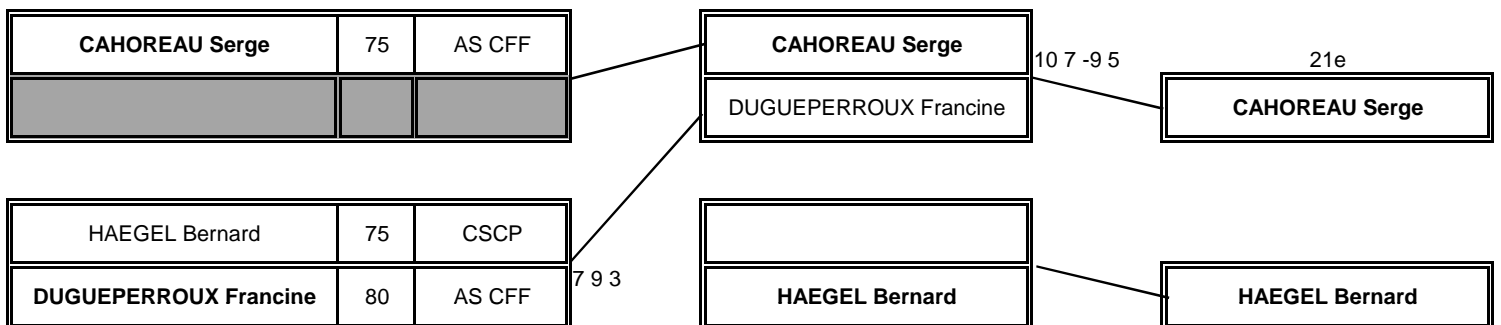 CAHOREAU Serge 75 AS CFF
CAHOREAU Serge
DUGUEPERROUX Francine
10 7 -9 5
21e
CAHOREAU Serge
HAEGEL Bernard 75 CSCP
DUGUEPERROUX Francine 80 AS CFF
7 9 3
HAEGEL Bernard
HAEGEL Bernard